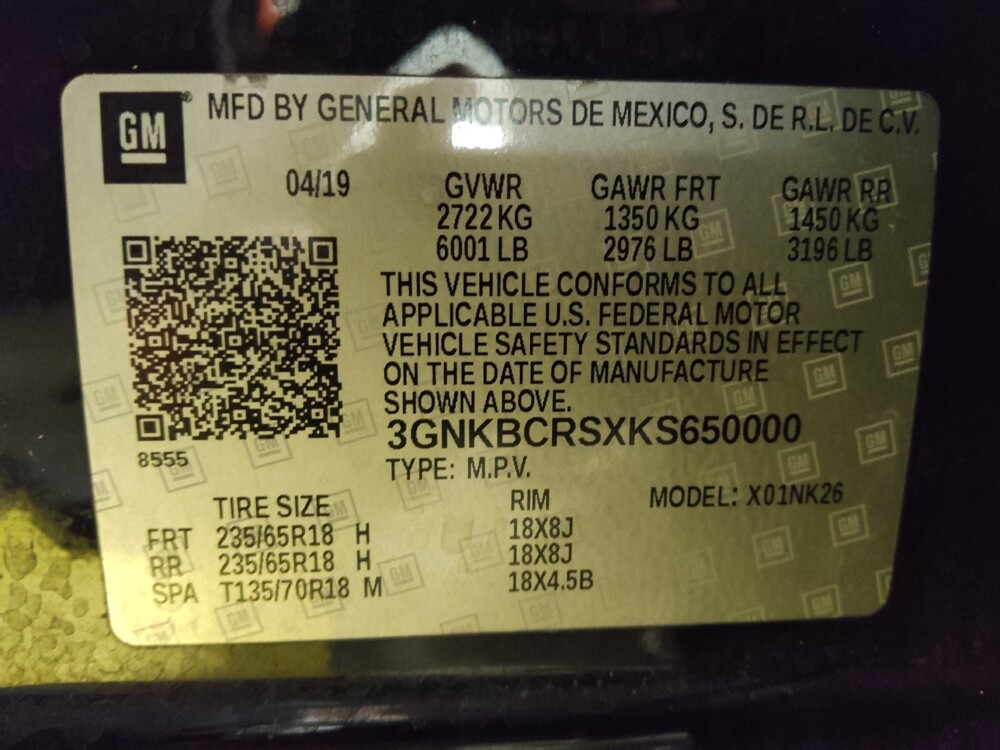 GM MFD BY GENERAL MOTORS DE MEXICO, S. DE R.L. DE C.V.
04/19 GVWR GAWR FRT GAWR RR
2722 KG 1350 KG 1450 KG
6001 LB 2976 LB 3196 LB
THIS VEHICLE CONFORMS TO ALL
APPLICABLE U.S. FEDERAL MOTOR
VEHICLE SAFETY STANDARDS IN EFFECT
ON THE DATE OF MANUFACTURE
SHOWN ABOVE.
3GNKBCRSXKS650000
8555
TYPE: M.P.V.
TIRE SIZE RIM MODEL: X01NK26
FRT 235/65R18 H 18X8J
RR 235/65R18 H 18X8J
SPA T135/70R18 M 18X4.5B